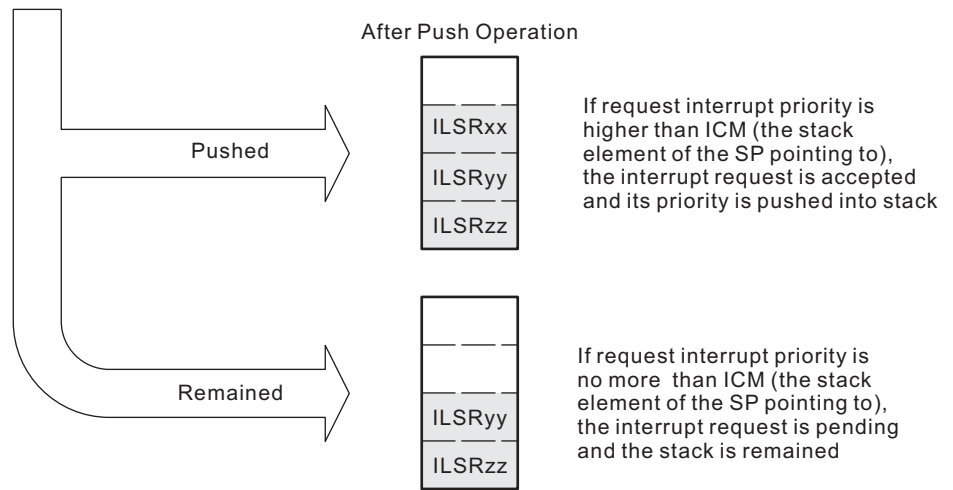 After Push Operation
ILSRxx
ILSRyy
ILSRzz
Pushed
If request interrupt priority is
higher than ICM (the stack
element of the SP pointing to),
the interrupt request is accepted
and its priority is pushed into stack
Remained
ILSRyy
ILSRzz
If request interrupt priority is
no more than ICM (the stack
element of the SP pointing to),
the interrupt request is pending
and the stack is remained